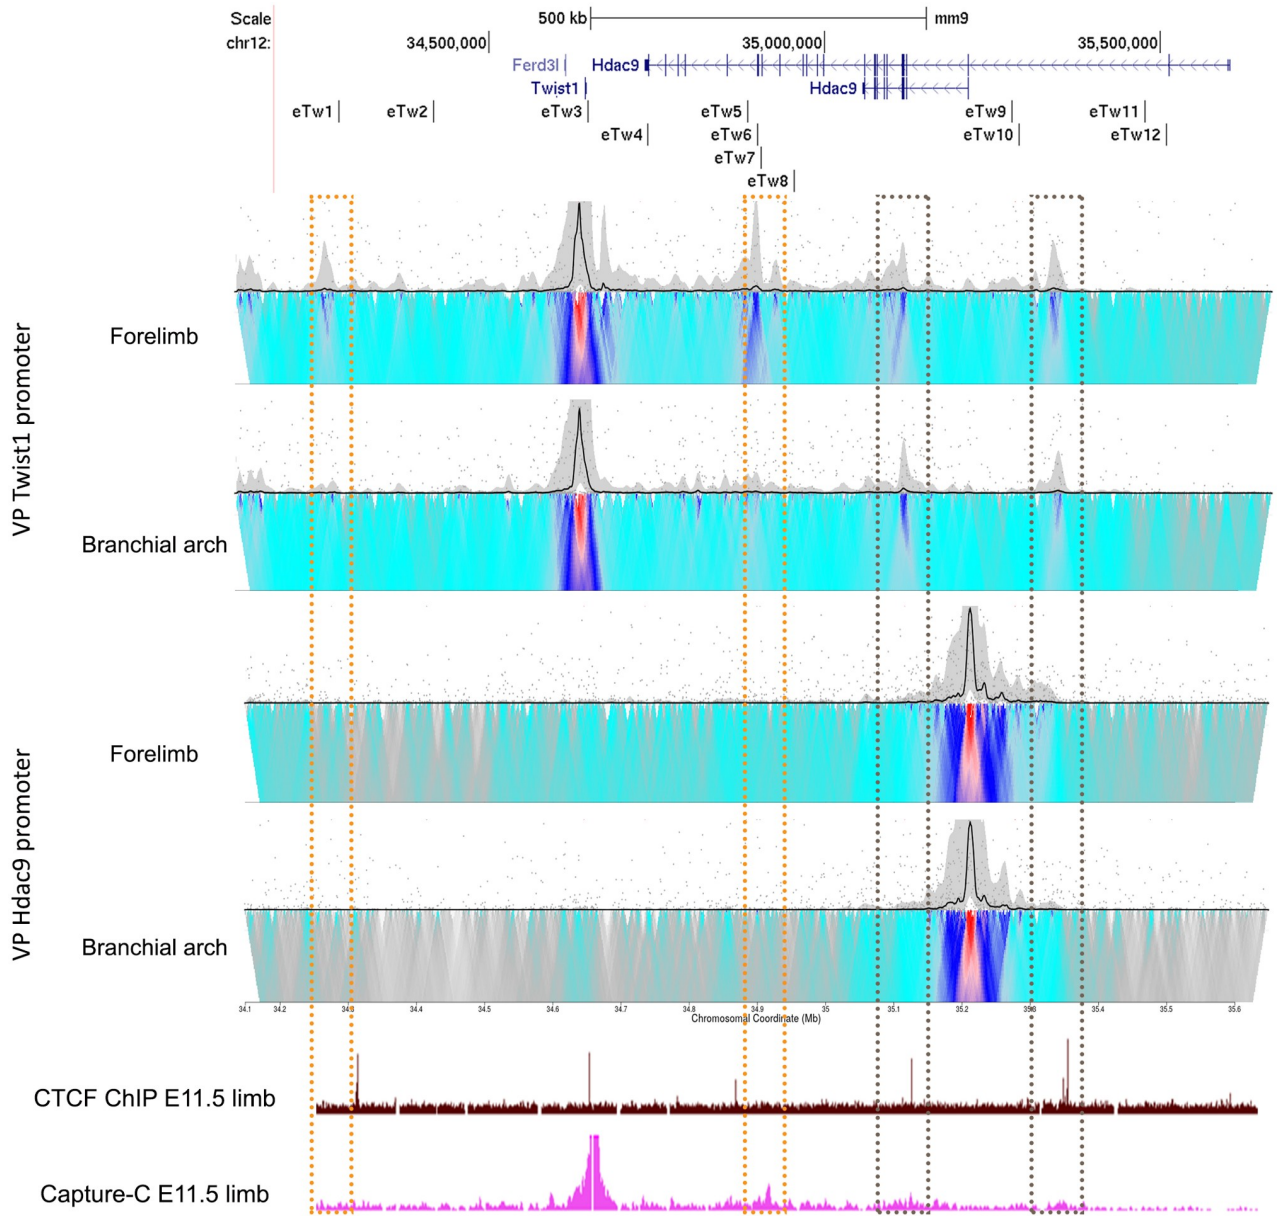 Scale 500 kb mm9
chr12: 34,500,000 35,000,000 35,500,000
Ferd3l Hdac9
Twist1 Hdac9
eTw1 eTw2 eTw3 eTw5 eTw9 eTw11
eTw4 eTw6 eTw10 eTw12
eTw7
eTw8
VP Twist1 promoter
Forelimb
Branchial arch
VP Hdac9 promoter
Forelimb
Branchial arch
34.1 34.2 34.3 34.4 34.5 34.6 34.7 34.8 34.9 35 35.1 35.2 35.3 35.4 35.5 35.6
Chromosomal Coordinate (Mb)
CTCF ChIP E11.5 limb
Capture-C E11.5 limb